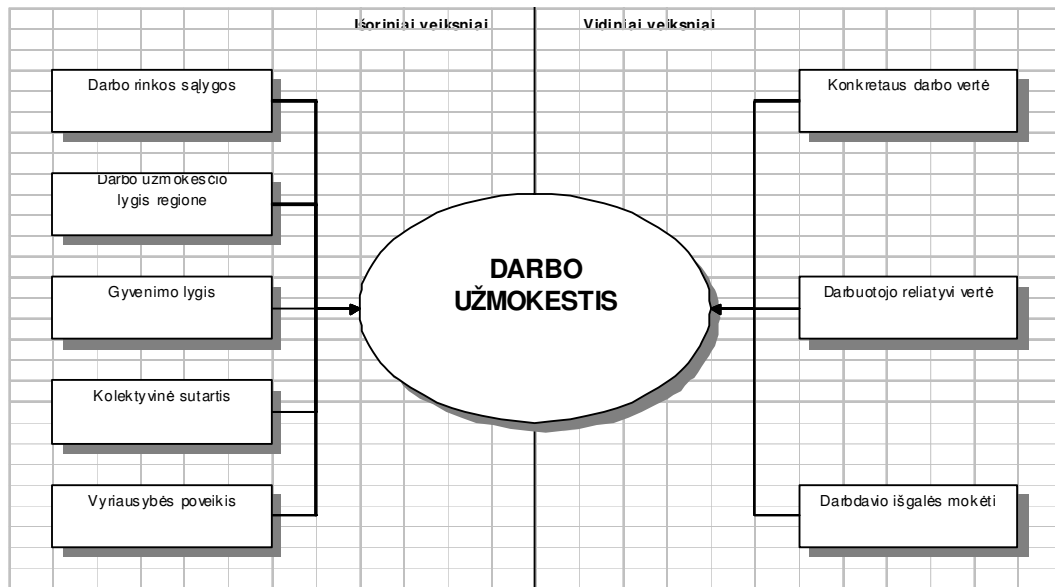 Išoriniai veiksniai
Vidiniai veiksniai
Darbo rinkos sąlygos
Darbo užmokesčio
lygis regione
Gyvenimo lygis
Kolektyvinė sutartis
Vyriausybės poveikis
DARBO
UŽMOKESTIS
Konkretaus darbo vertė
Darbuotojo reliatyvi vertė
Darbdavio išgalės mokėti